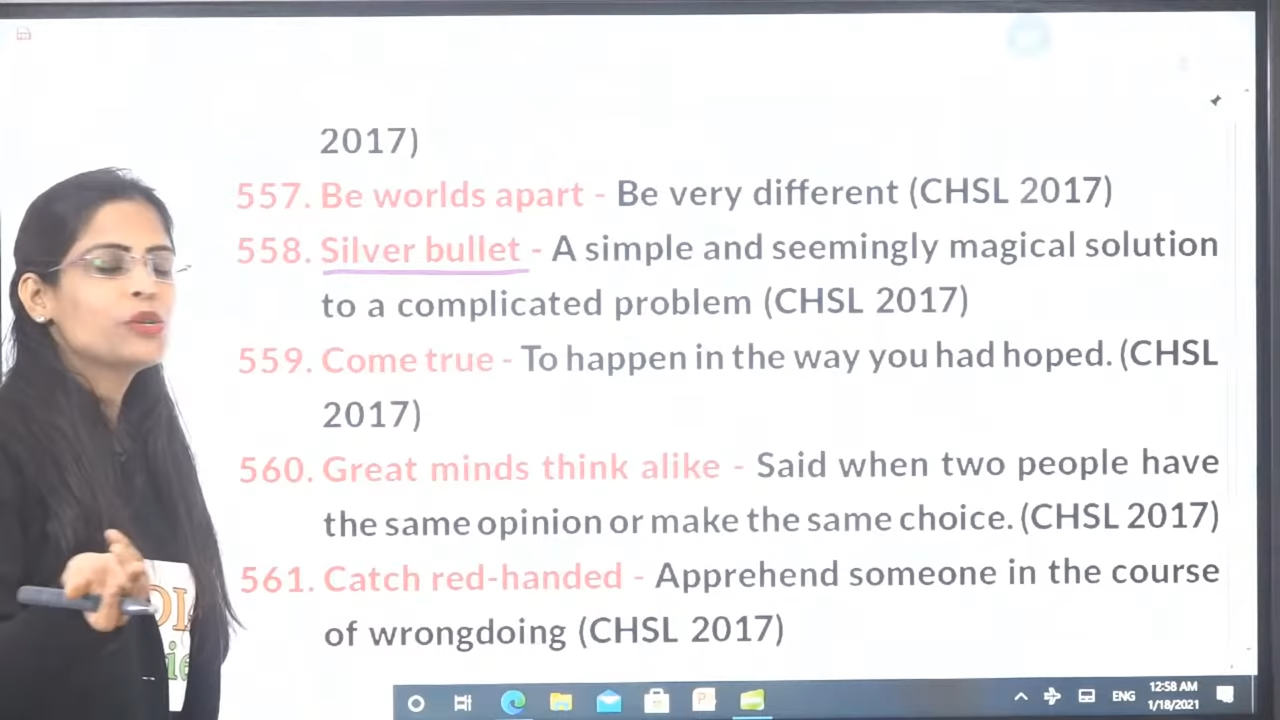 2017)
557. Be worlds apart - Be very different (CHSL 2017)
558. Silver bullet - A simple and seemingly magical solution
to a complicated problem (CHSL 2017)
559. Come true - To happen in the way you had hoped. (CHSL
2017)
560. Great minds think alike - Said when two people have
the same opinion or make the same choice. (CHSL 2017)
561. Catch red-handed - Apprehend someone in the course
of wrongdoing (CHSL 2017)
ENG
12:58 AM
1/18/2021